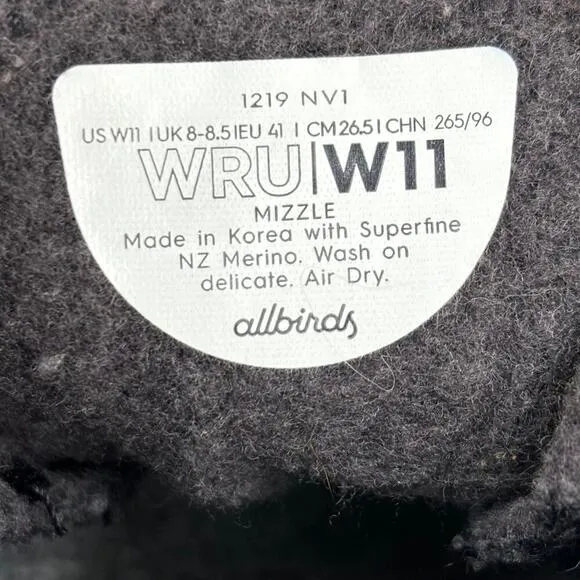 1219 NV1
US W11 | UK 8-8.5 | EU 41 | CM 26.5 | CHN 265/96
WRU|W11
MIZZLE
Made in Korea with Superfine
NZ Merino. Wash on
delicate. Air Dry.
allbirds